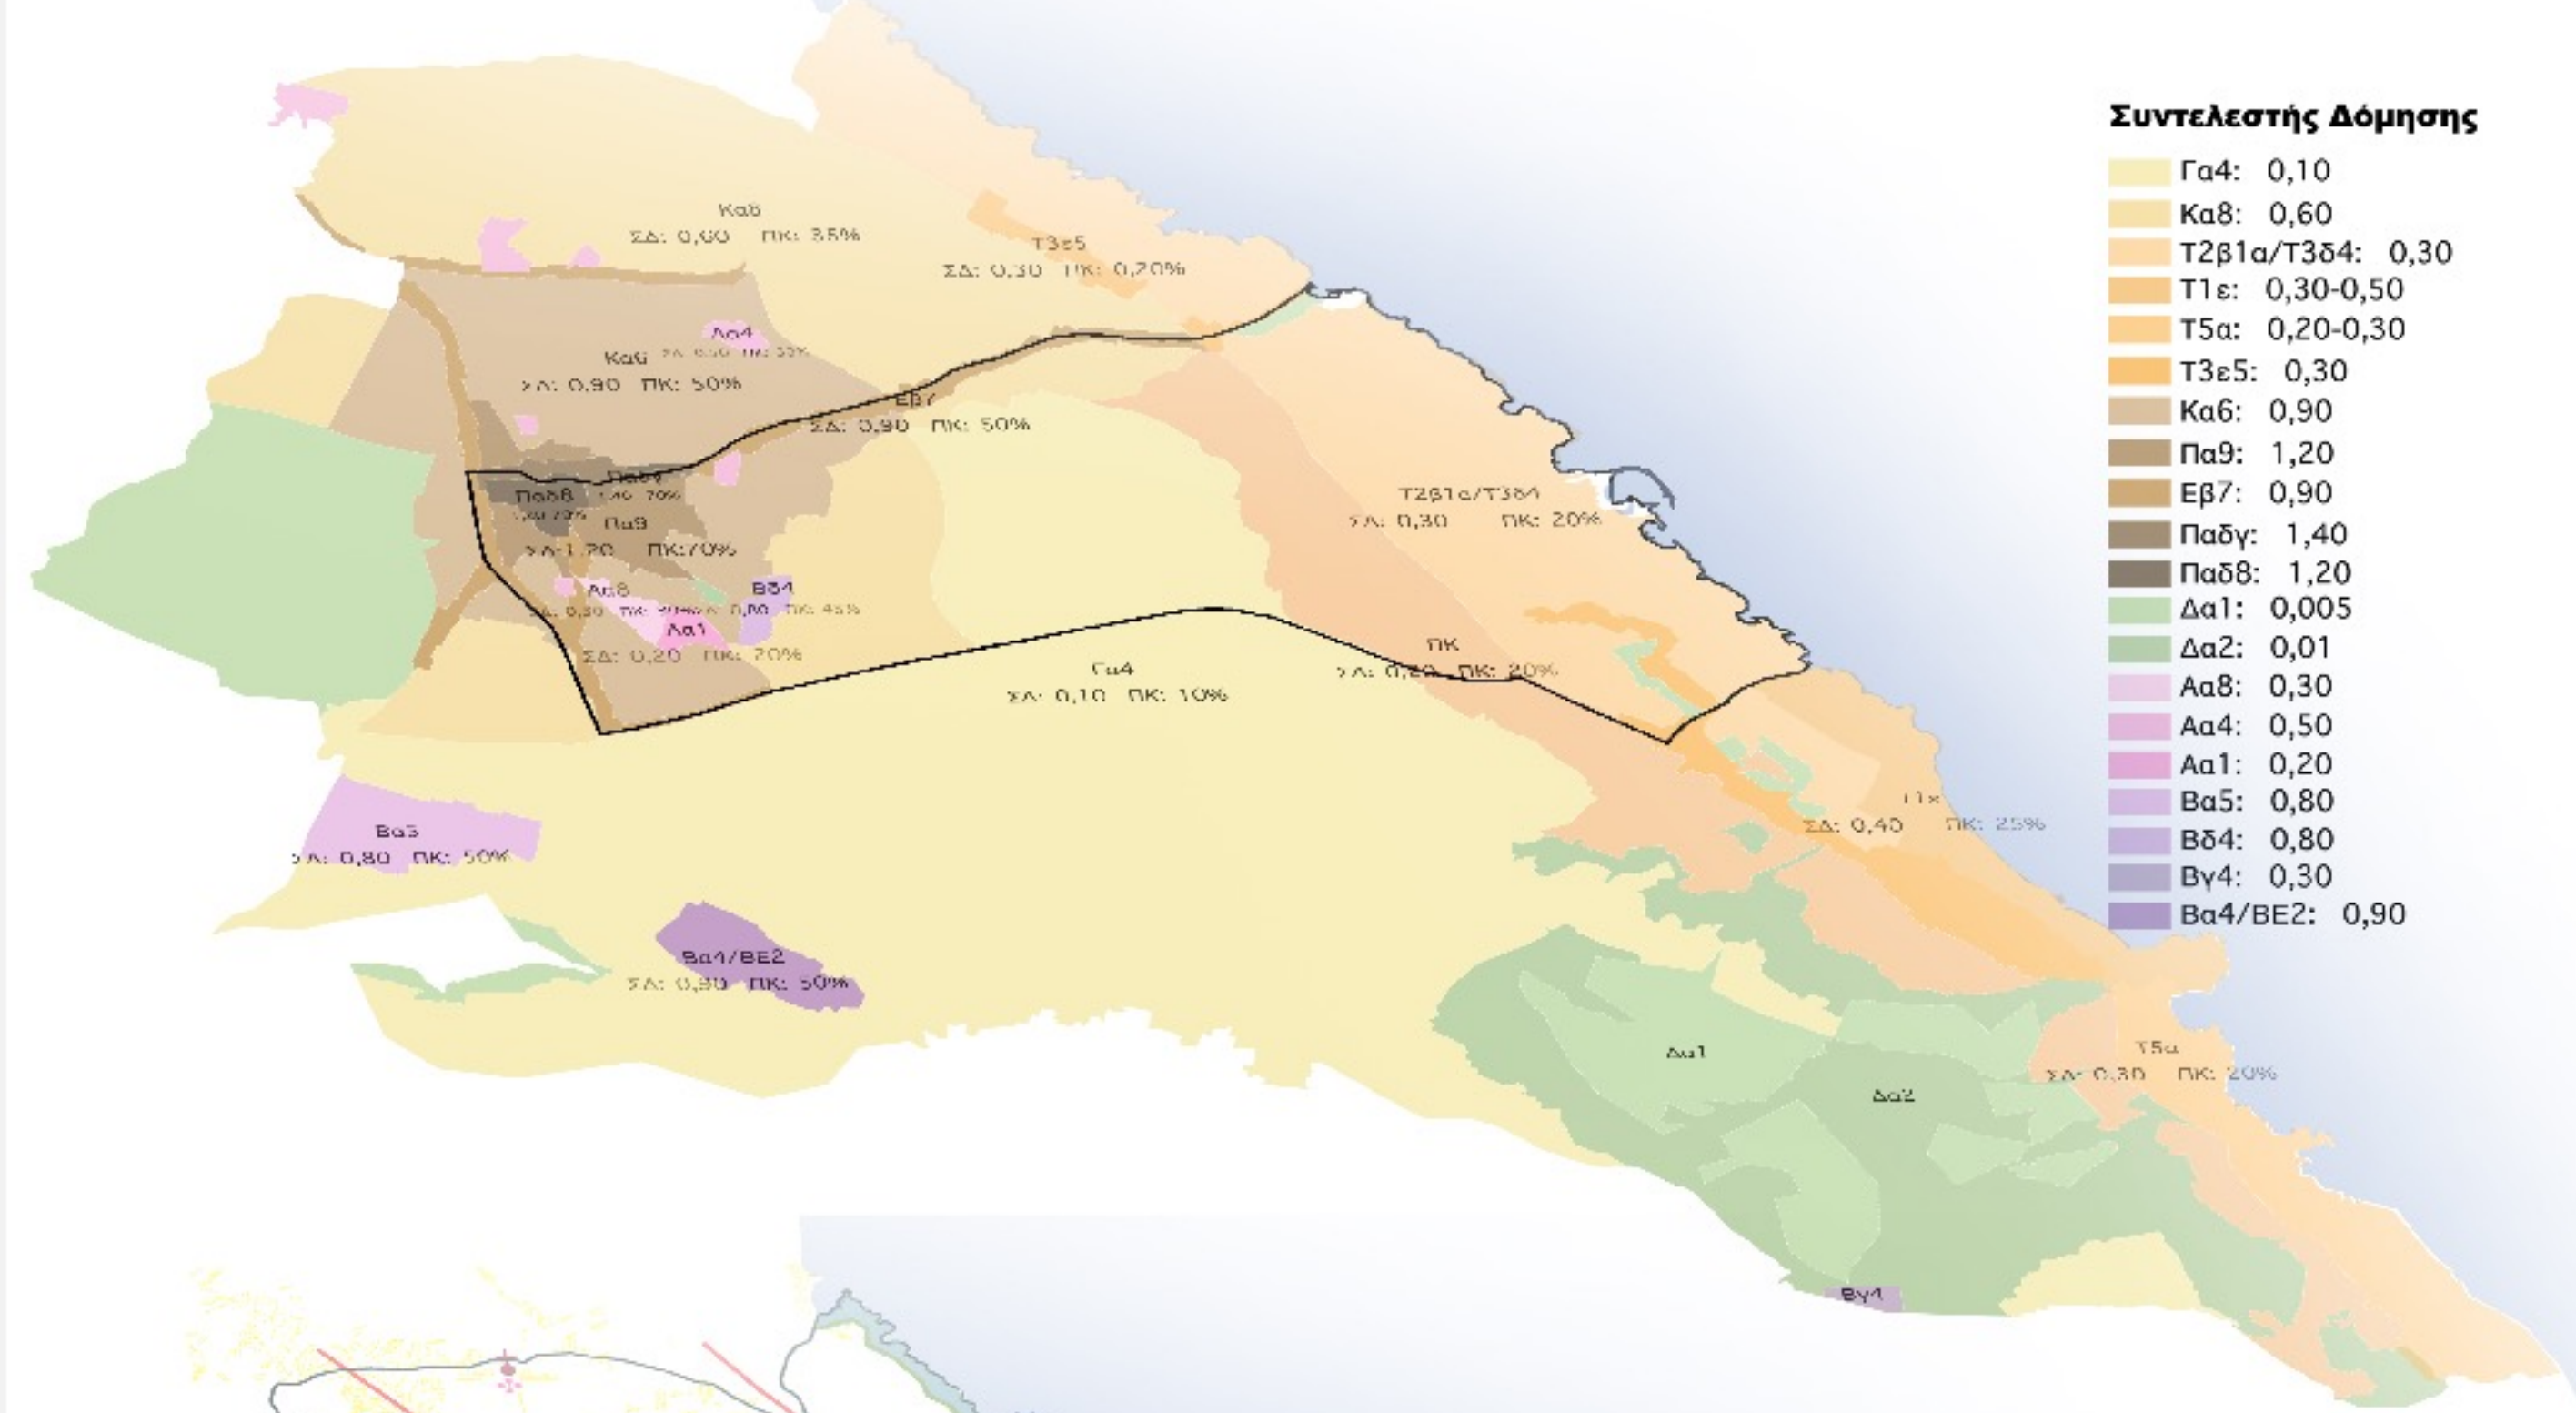 Συντελεστής Δόμησης
Γα4: 0,10
Κα8: 0,60
Τ2β1α/Τ3δ4: 0,30
Τ1ε: 0,30-0,50
Τ5α: 0,20-0,30
Τ3ε5: 0,30
Κα6: 0,90
Πα9: 1,20
Εβ7: 0,90
Παδγ: 1,40
Παδ8: 1,20
Δα1: 0,005
Δα2: 0,01
Αα8: 0,30
Αα4: 0,50
Αα1: 0,20
Βα5: 0,80
Βδ4: 0,80
Βγ4: 0,30
Βα4/ΒΕ2: 0,90
Κα8
ΣΔ: 0,60 ΠΚ: 35%
Τ3ε5
ΣΔ: 0,30 ΠΚ: 0,20%
Αα4
Κα6
ΣΔ: 0,90 ΠΚ: 50%
Εβ7
ΣΔ: 0,90 ΠΚ: 50%
Παδ8
Πα9
ΣΔ: 1,20 ΠΚ:70%
Τ2β1α/Τ3δ4
ΣΔ: 0,30 ΠΚ: 20%
Αα8 Βδ4
Αα1
ΣΔ: 0,20 ΠΚ: 20%
ΠΚ
ΣΔ: 0,20 ΠΚ: 20%
Γα4
ΣΔ: 0,10 ΠΚ: 10%
Τ1ε
ΣΔ: 0,40 ΠΚ: 25%
ΣΔ: 0,80 ΠΚ: 50%
Βα4/ΒΕ2
ΣΔ: 0,90 ΠΚ: 50%
Δα1
Τ5α
ΣΔ: 0,30 ΠΚ: 20%
Δα2
Βγ4